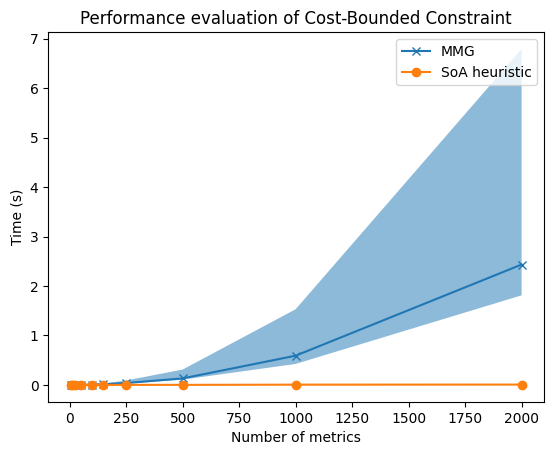 Performance evaluation of Cost-Bounded Constraint
MMG
SoA heuristic
7
6
5
4
3
2
1
0
Time (s)
0 250 500 750 1000 1250 1500 1750 2000
Number of metrics